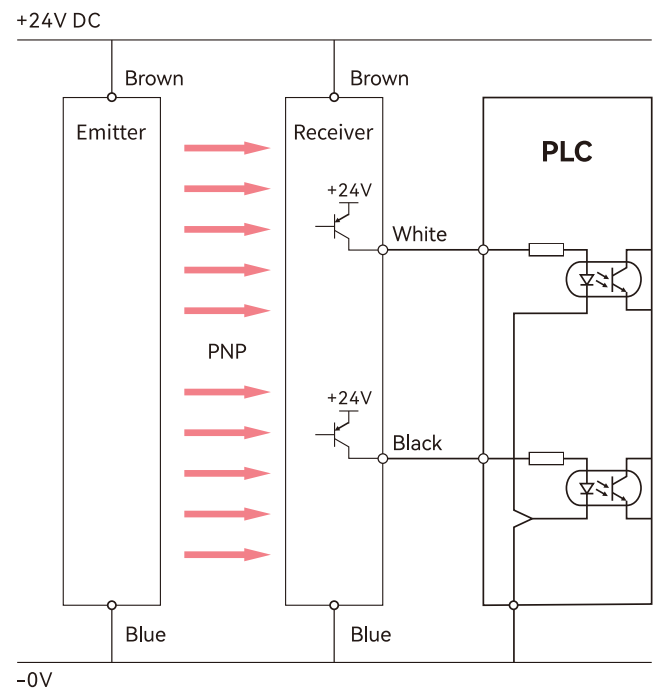 +24V DC
Brown
Brown
Emitter
Receiver
PLC
+24V
White
PNP
+24V
Black
Blue
Blue
-0V